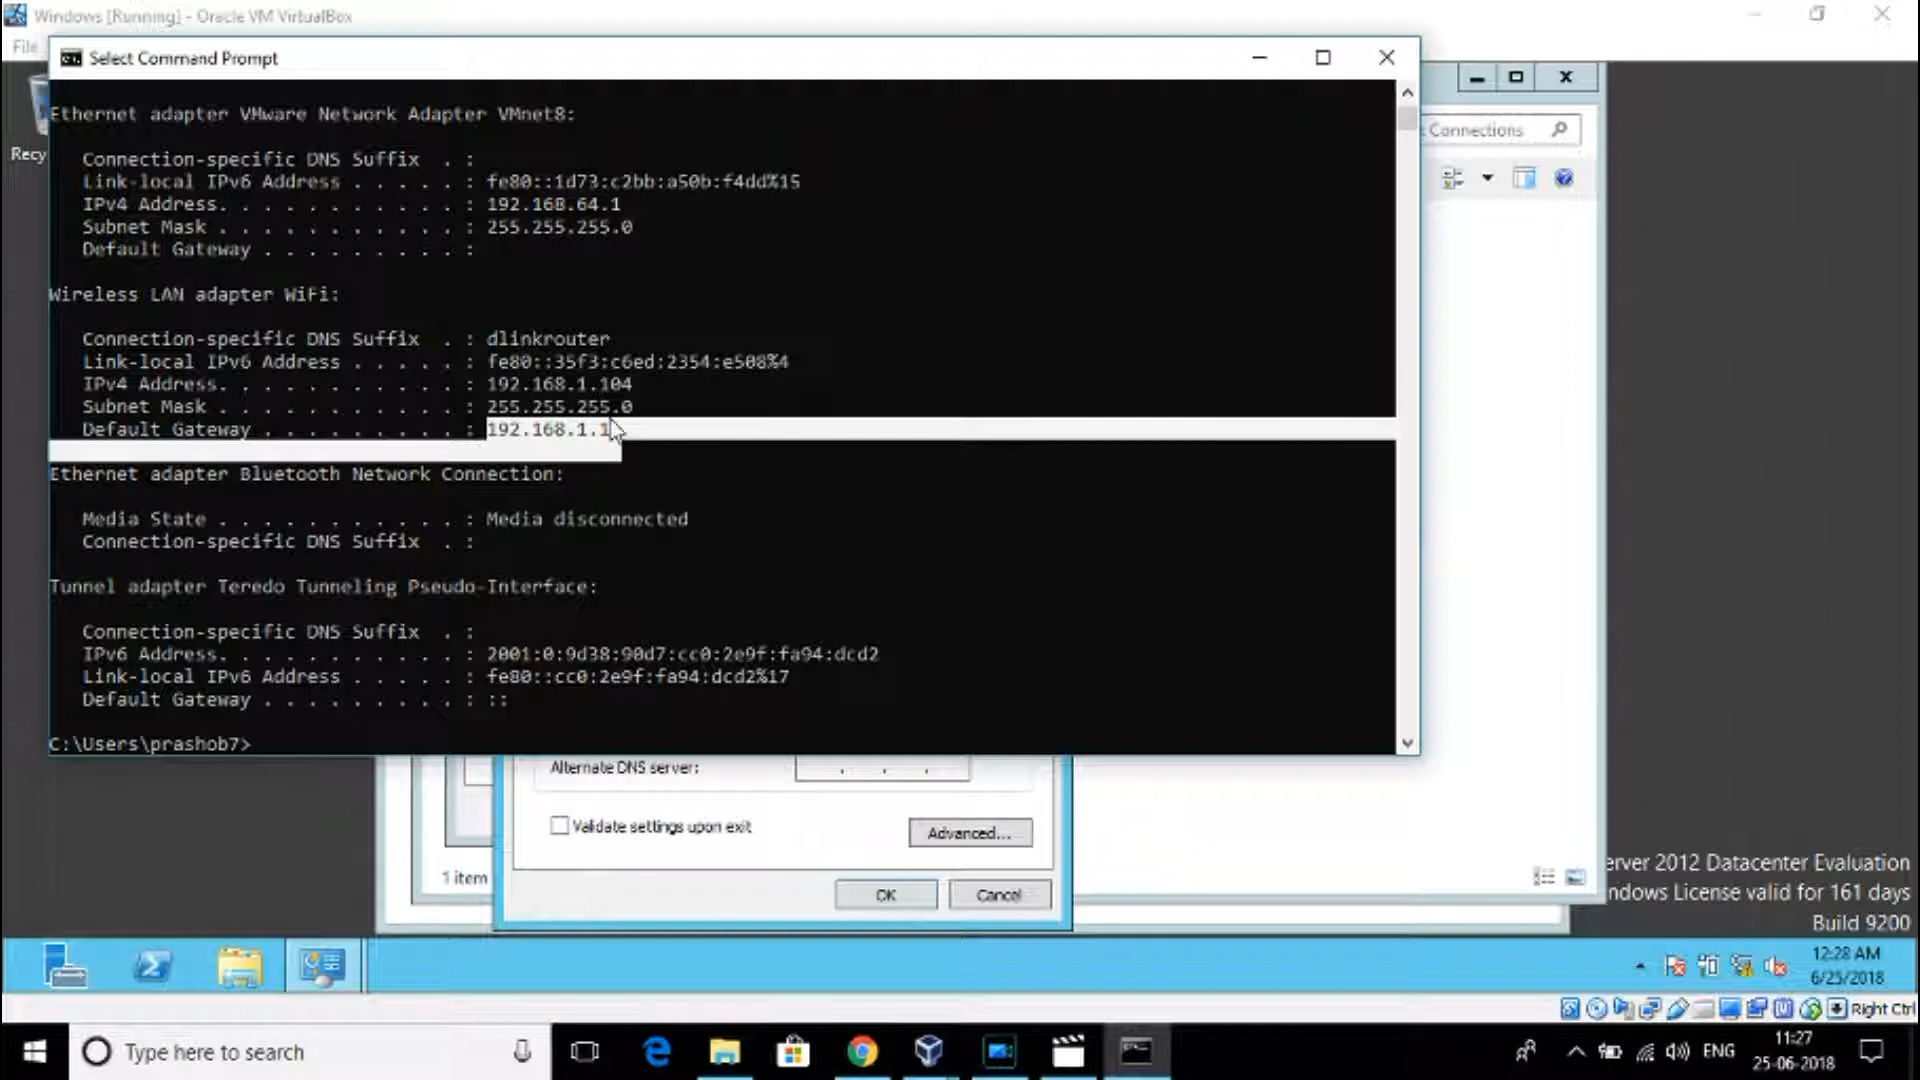 Windows [Running] - Oracle VM VirtualBox
File
Select Command Prompt
Ethernet adapter VMware Network Adapter VMnet8:
Connection-specific DNS Suffix . :
Link-local IPv6 Address . . . . . : fe80::1d73:c2bb:a50b:f4dd%15
IPv4 Address. . . . . . . . . . . : 192.168.64.1
Subnet Mask . . . . . . . . . . . : 255.255.255.0
Default Gateway . . . . . . . . . :
Wireless LAN adapter WiFi:
Connection-specific DNS Suffix . : dlinkrouter
Link-local IPv6 Address . . . . . : fe80::35f3:c6ed:2354:e508%4
IPv4 Address. . . . . . . . . . . : 192.168.1.104
Subnet Mask . . . . . . . . . . . : 255.255.255.0
Default Gateway . . . . . . . . . : 192.168.1.1
Ethernet adapter Bluetooth Network Connection:
Media State . . . . . . . . . . . : Media disconnected
Connection-specific DNS Suffix . :
Tunnel adapter Teredo Tunneling Pseudo-Interface:
Connection-specific DNS Suffix . :
IPv6 Address. . . . . . . . . . . : 2001:0:9d38:90d7:cc0:2e9f:fa94:dcd2
Link-local IPv6 Address . . . . . : fe80::cc0:2e9f:fa94:dcd2%17
Default Gateway . . . . . . . . . : ::
C:\Users\prashob7>
Recy
Connections
Alternate DNS server:
Validate settings upon exit
Advanced...
1 item
OK
Cancel
erver 2012 Datacenter Evaluation
ndows License valid for 161 days
Build 9200
12:28 AM
6/25/2018
Right Ctrl
Type here to search
ENG
11:27
25-06-2018